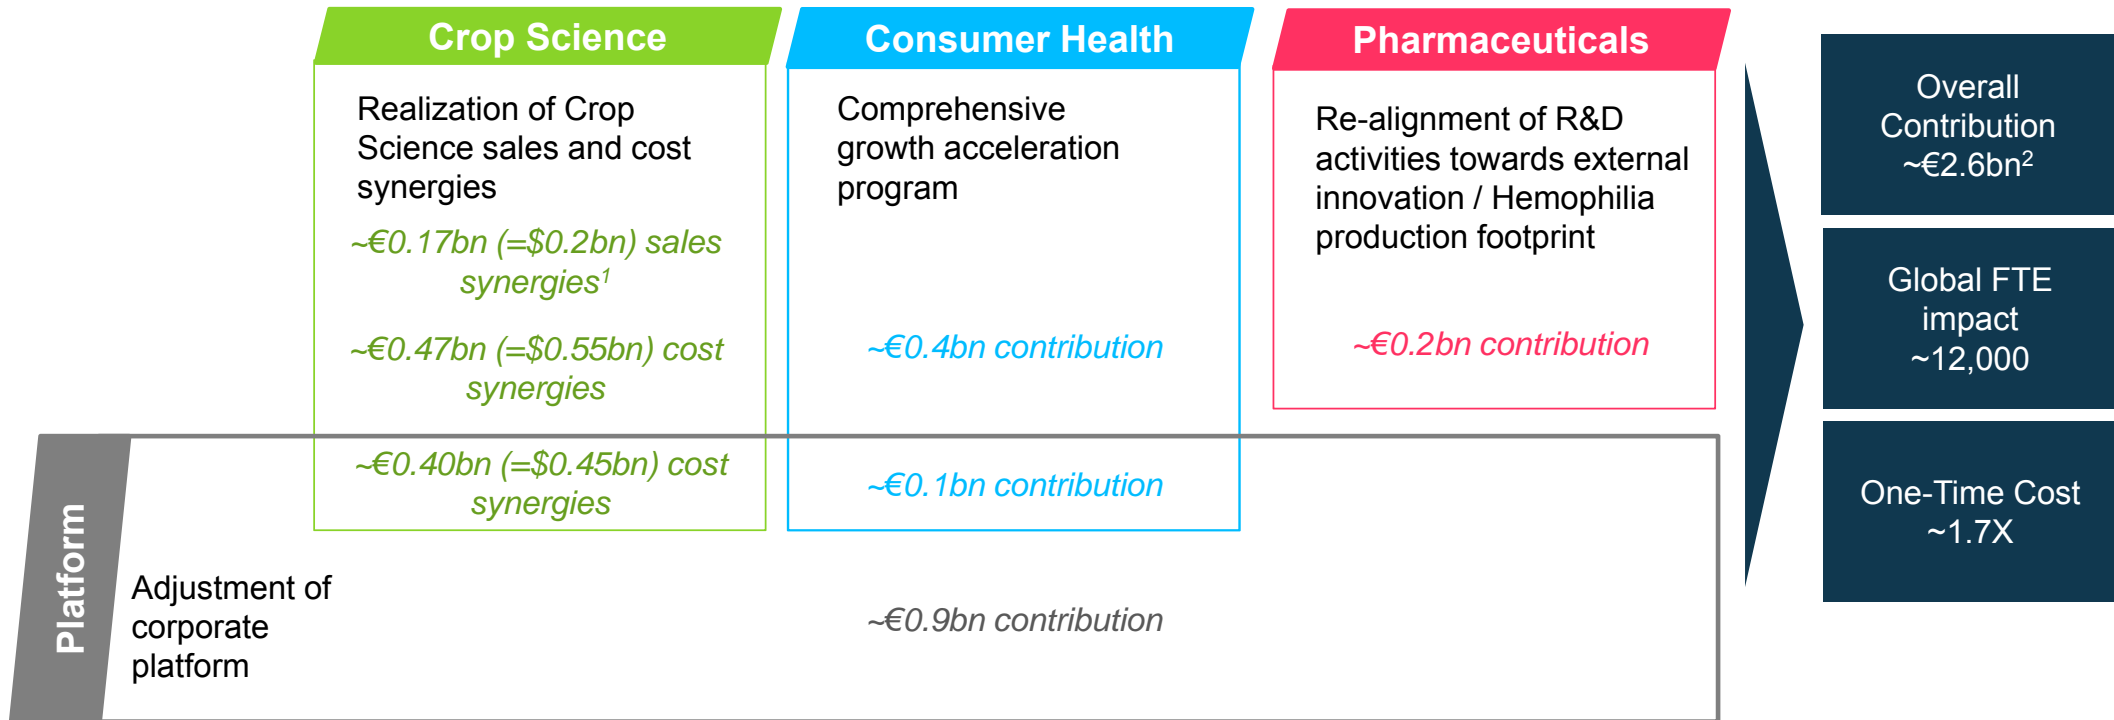 Crop Science
Realization of Crop
Science sales and cost
synergies
~€0.17bn (=$0.2bn) sales
synergies¹
~€0.47bn (=$0.55bn) cost
synergies
~€0.40bn (=$0.45bn) cost
synergies
Consumer Health
Comprehensive
growth acceleration
program
~€0.4bn contribution
~€0.1bn contribution
Pharmaceuticals
Re-alignment of R&D
activities towards external
innovation / Hemophilia
production footprint
~€0.2bn contribution
Platform
Adjustment of
corporate
platform
~€0.9bn contribution
Overall
Contribution
~€2.6bn²
Global FTE
impact
~12,000
One-Time Cost
~1.7X